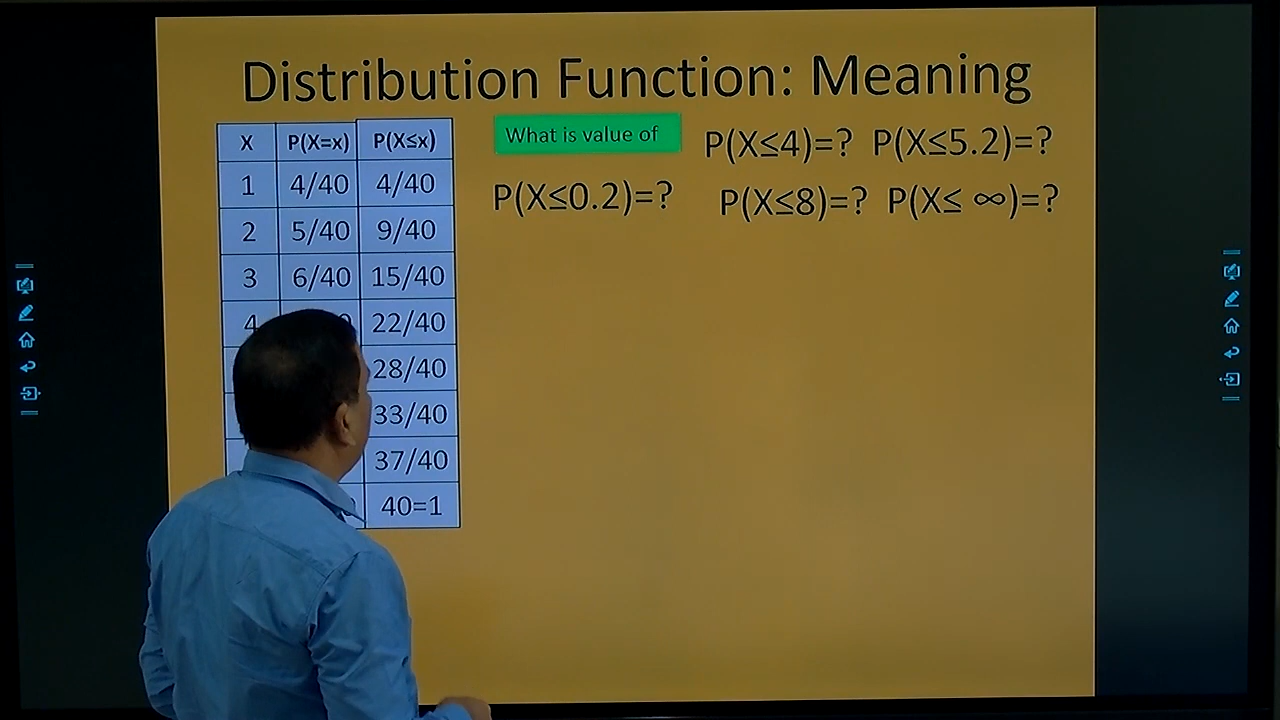 Distribution Function: Meaning
X P(X=x) P(X≤x)
1 4/40 4/40
2 5/40 9/40
3 6/40 15/40
4 22/40
28/40
33/40
37/40
40=1
What is value of P(X≤4)=? P(X≤5.2)=?
P(X≤0.2)=? P(X≤8)=? P(X≤ ∞)=?